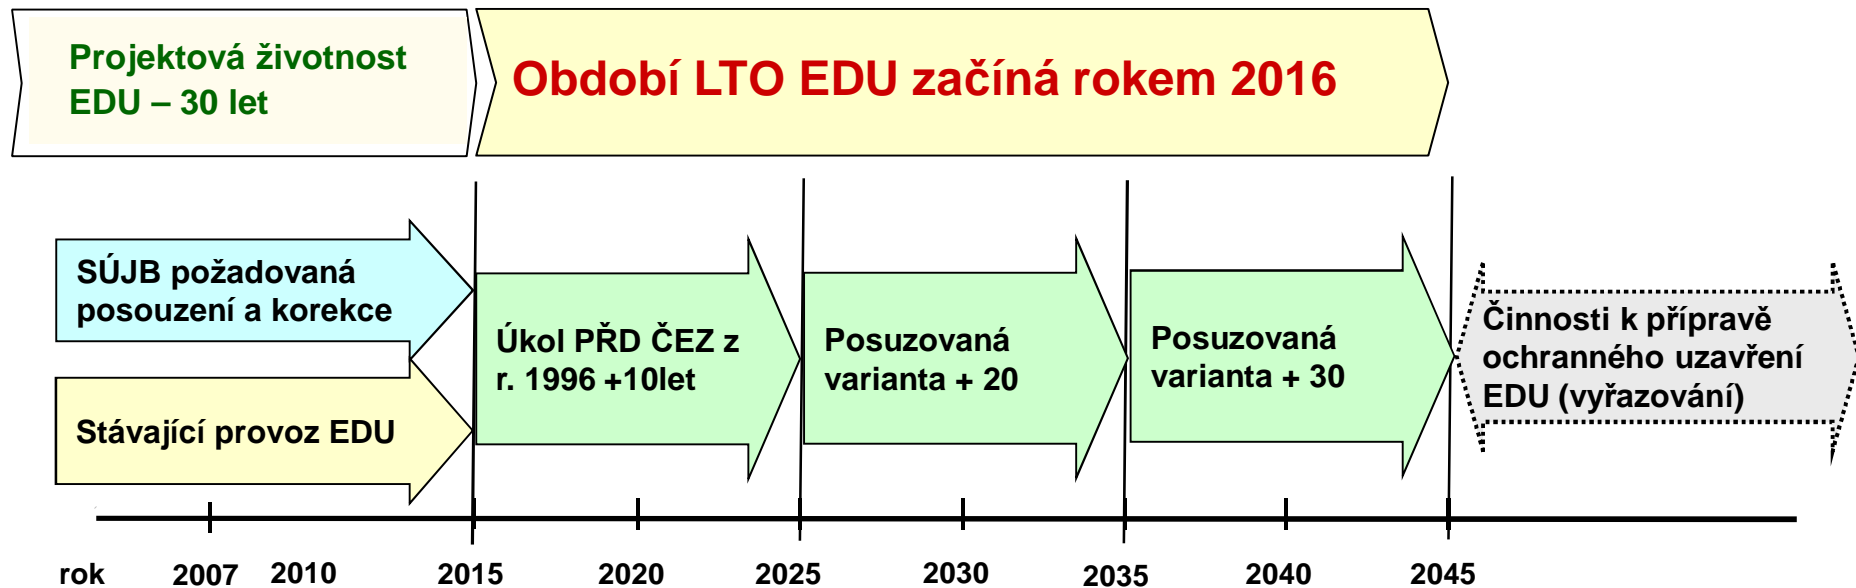 Projektová životnost
EDU – 30 let
Období LTO EDU začíná rokem 2016
SÚJB požadovaná
posouzení a korekce
Stávající provoz EDU
Úkol PŘD ČEZ z
r. 1996 +10let
Posuzovaná
varianta + 20
Posuzovaná
varianta + 30
Činnosti k přípravě
ochranného uzavření
EDU (vyřazování)
rok 2007 2010 2015 2020 2025 2030 2035 2040 2045